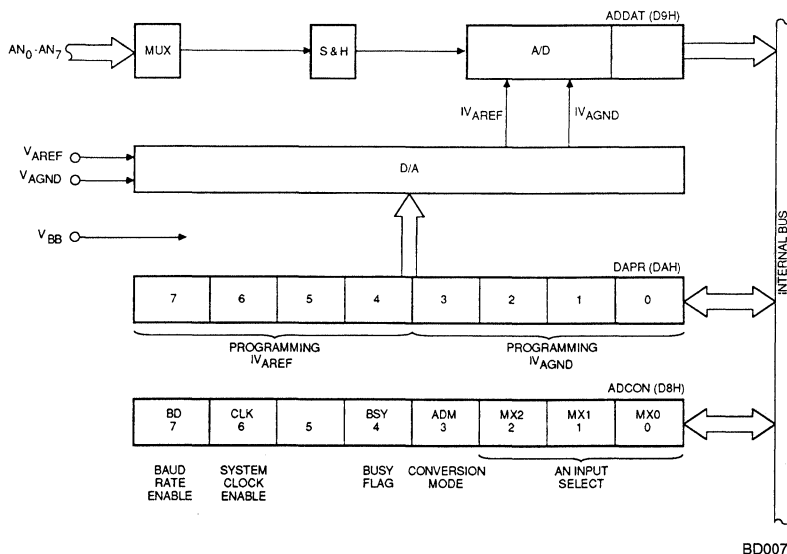 ADDAT (D9H)
AN0-AN7
MUX
S & H
A/D
IVAREF
IVAGND
VAREF
VAGND
D/A
VBB
INTERNAL BUS
DAPR (DAH)
7 6 5 4 3 2 1 0
PROGRAMMING
IVAREF
PROGRAMMING
IVAGND
ADCON (D8H)
BD CLK BSY ADM MX2 MX1 MX0
7 6 5 4 3 2 1 0
BAUD
RATE
ENABLE
SYSTEM
CLOCK
ENABLE
BUSY
FLAG
CONVERSION
MODE
AN INPUT
SELECT
BD007